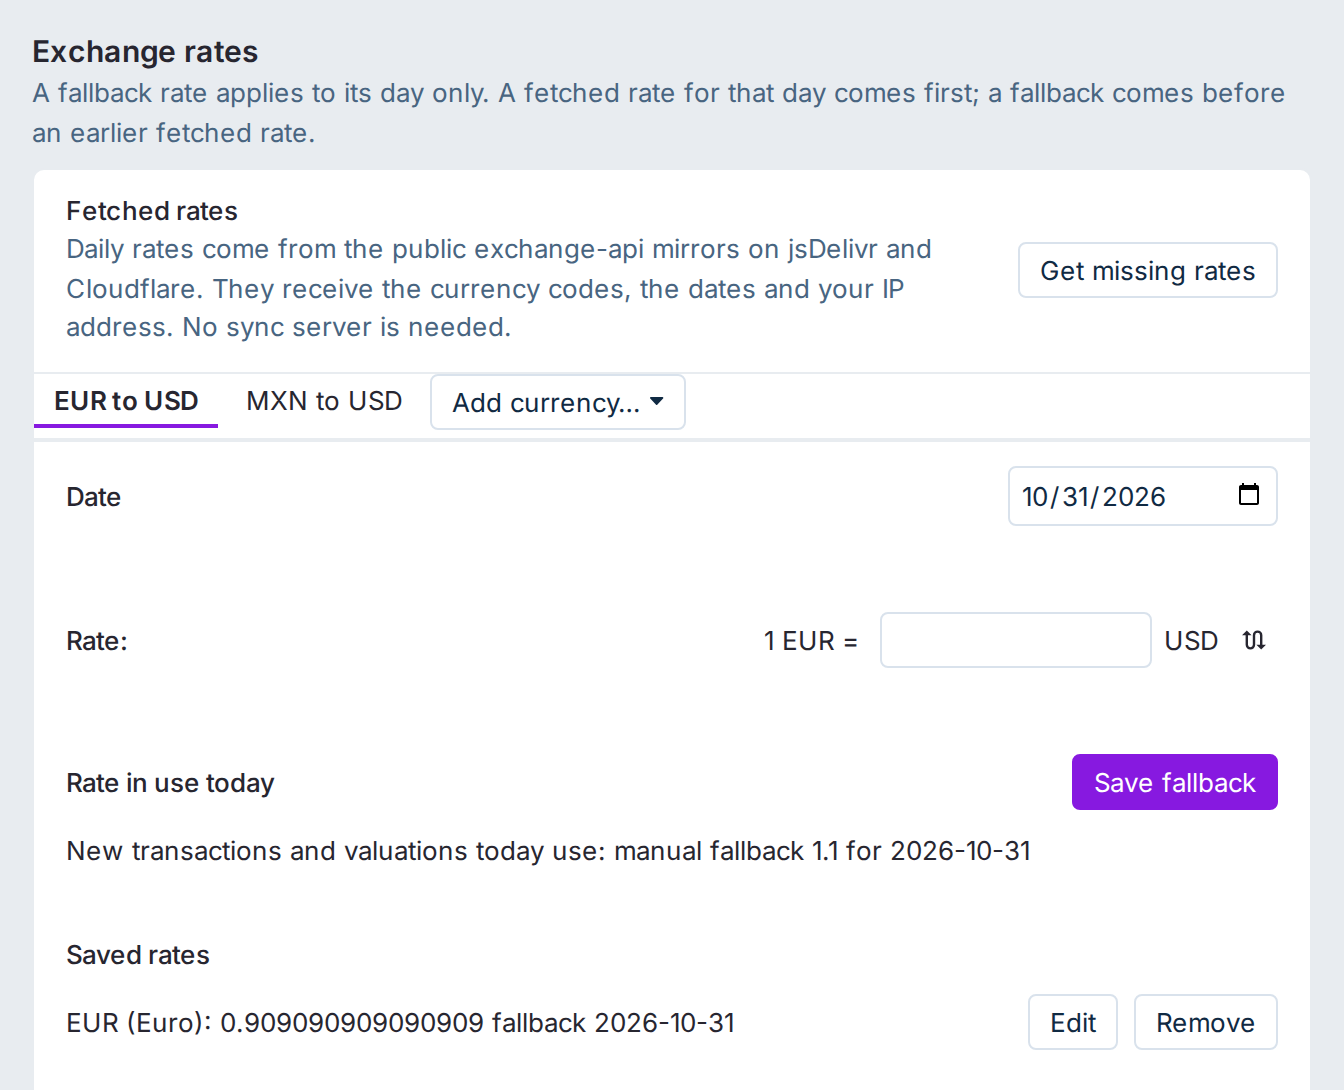 Exchange rates
A fallback rate applies to its day only. A fetched rate for that day comes first; a fallback comes before
an earlier fetched rate.
Fetched rates
Daily rates come from the public exchange-api mirrors on jsDelivr and
Cloudflare. They receive the currency codes, the dates and your IP
address. No sync server is needed.
Get missing rates
EUR to USD MXN to USD Add currency...
Date 10/31/2026
Rate: 1 EUR = USD
Rate in use today Save fallback
New transactions and valuations today use: manual fallback 1.1 for 2026-10-31
Saved rates
EUR (Euro): 0.909090909090909 fallback 2026-10-31 Edit Remove